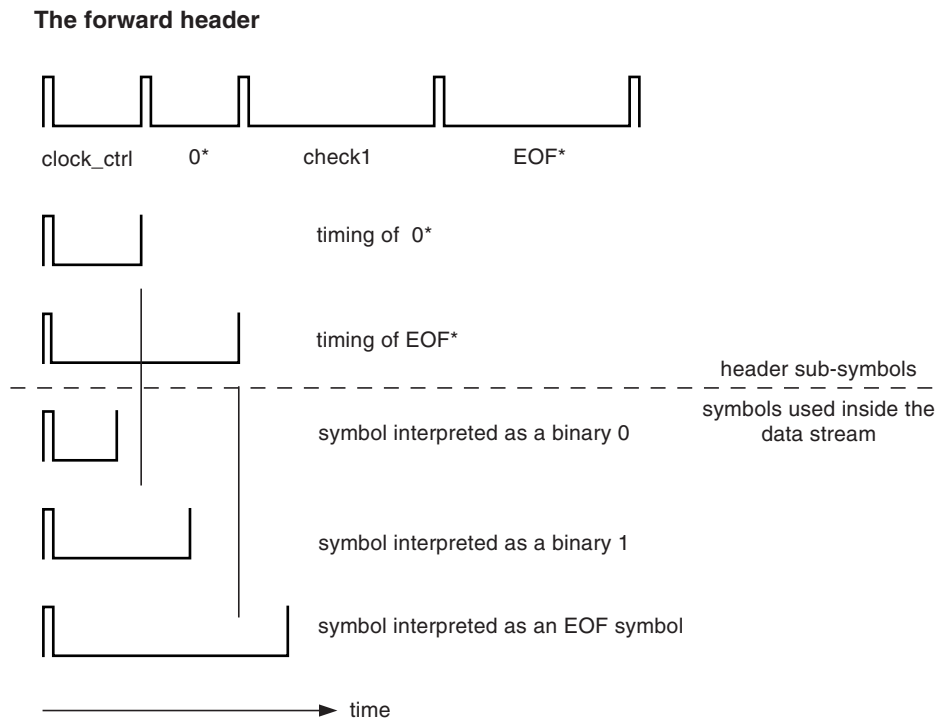 The forward header
clock_ctrl 0* check1 EOF*
timing of 0*
timing of EOF*
header sub-symbols
symbols used inside the
data stream
symbol interpreted as a binary 0
symbol interpreted as a binary 1
symbol interpreted as an EOF symbol
time